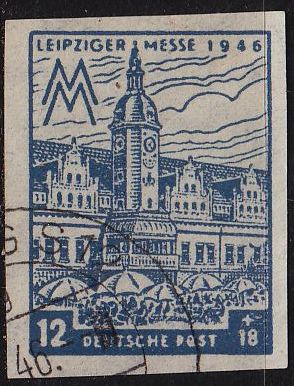 LEIPZIGER MESSE 1946
MM
12 + 18
DEUTSCHE POST
46.